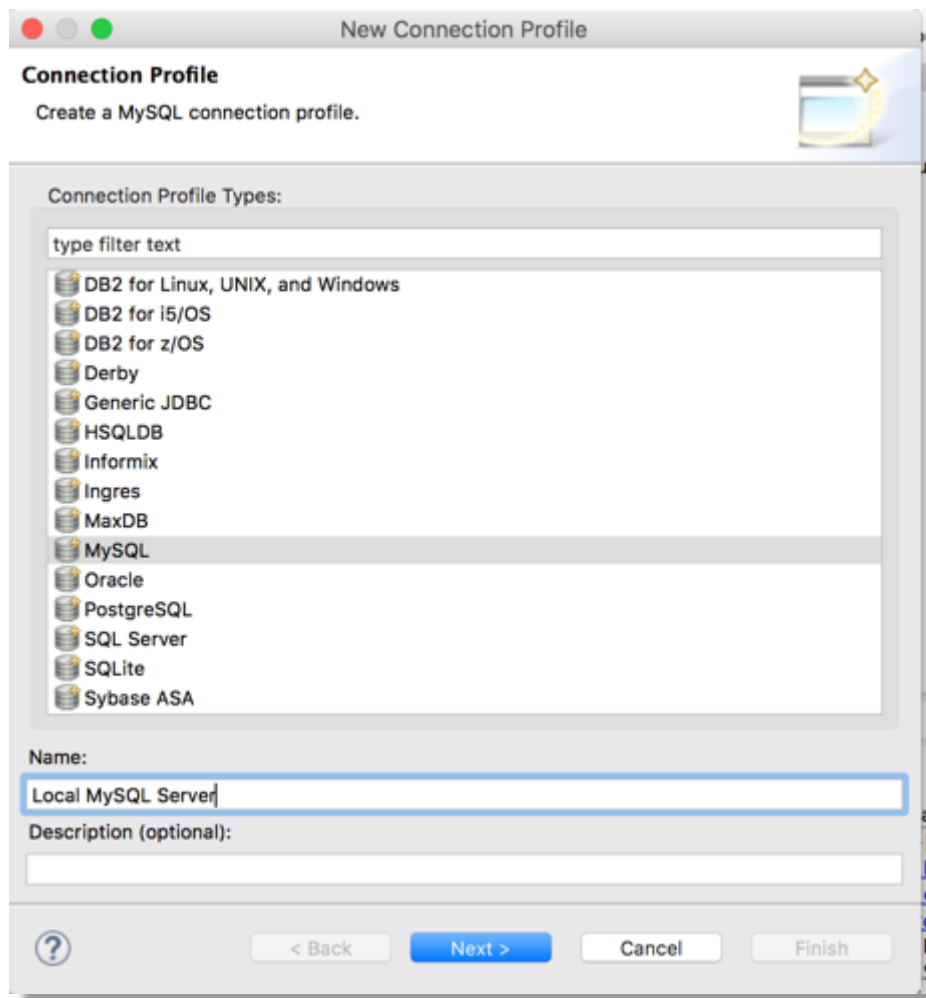 New Connection Profile
Connection Profile
Create a MySQL connection profile.
Connection Profile Types:
type filter text
DB2 for Linux, UNIX, and Windows
DB2 for i5/OS
DB2 for z/OS
Derby
Generic JDBC
HSQLDB
Informix
Ingres
MaxDB
MySQL
Oracle
PostgreSQL
SQL Server
SQLite
Sybase ASA
Name:
Local MySQL Server
Description (optional):
?
< Back Next > Cancel Finish